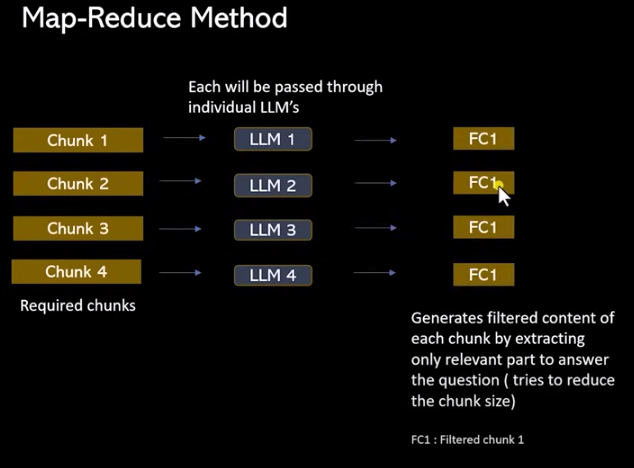 Map-Reduce Method
Each will be passed through
individual LLM's
Chunk 1
LLM 1
FC1
Chunk 2
LLM 2
FC1
Chunk 3
LLM 3
FC1
Chunk 4
LLM 4
FC1
Required chunks
Generates filtered content of
each chunk by extracting
only relevant part to answer
the question ( tries to reduce
the chunk size)
FC1 : Filtered chunk 1